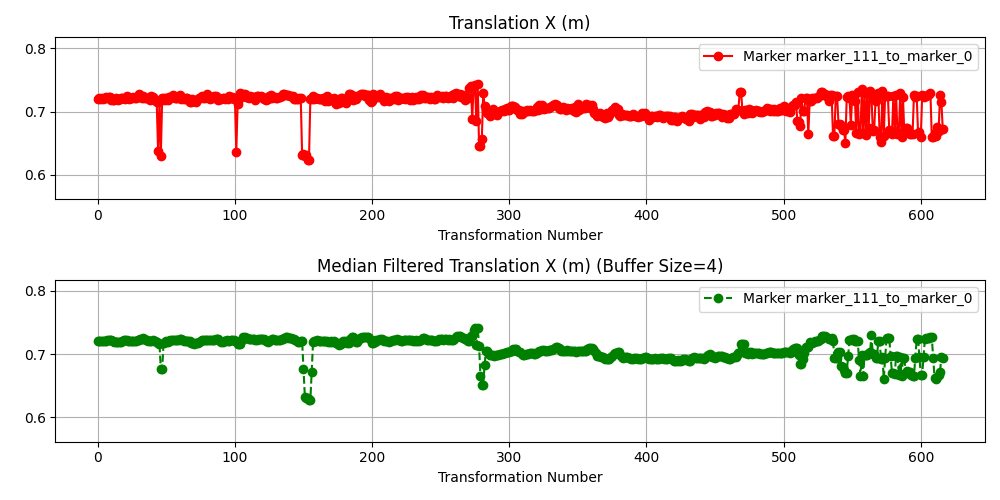 Translation X (m)
Marker marker_111_to_marker_0
0.8
0.7
0.6
0 100 200 300 400 500 600
Transformation Number
Median Filtered Translation X (m) (Buffer Size=4)
Marker marker_111_to_marker_0
0.8
0.7
0.6
0 100 200 300 400 500 600
Transformation Number